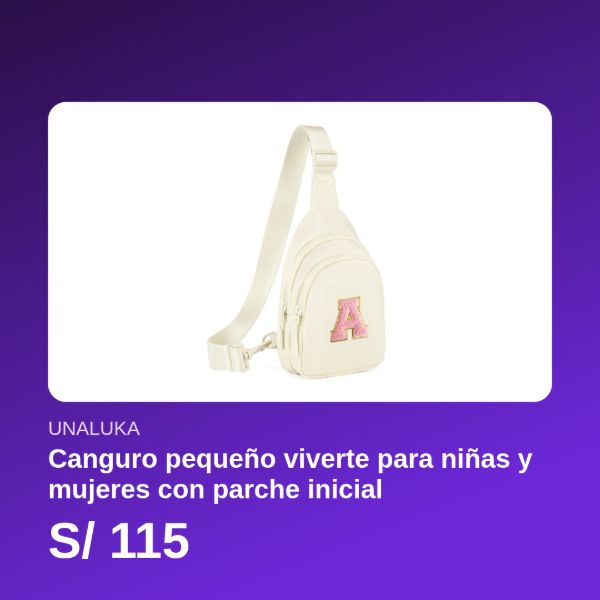 A
UNALUKA
Canguro pequeño viverte para niñas y
mujeres con parche inicial
S/ 115